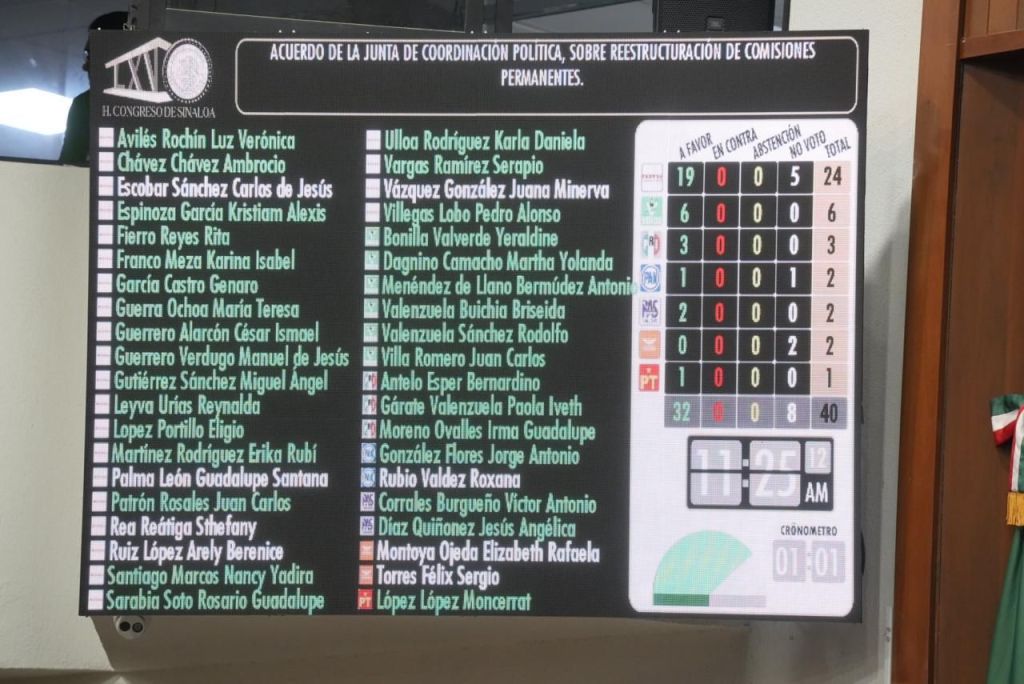 LXV
H. CONGRESO DE SINALOA
ACUERDO DE LA JUNTA DE COORDINACIÓN POLÍTICA, SOBRE REESTRUCTURACIÓN DE COMISIONES
PERMANENTES.
Avilés Rochín Luz Verónica
Chávez Chávez Ambrocio
Escobar Sánchez Carlos de Jesús
Espinoza García Kristiam Alexis
Fierro Reyes Rita
Franco Meza Karina Isabel
García Castro Genaro
Guerra Ochoa María Teresa
Guerrero Alarcón César Ismael
Guerrero Verdugo Manuel de Jesús
Gutiérrez Sánchez Miguel Ángel
Leyva Urías Reynalda
Lopez Portillo Eligio
Martínez Rodríguez Erika Rubí
Palma León Guadalupe Santana
Patrón Rosales Juan Carlos
Rea Reátiga Sthefany
Ruiz López Arely Berenice
Santiago Marcos Nancy Yadira
Sarabia Soto Rosario Guadalupe
Ulloa Rodríguez Karla Daniela
Vargas Ramírez Serapio
Vázquez González Juana Minerva
Villegas Lobo Pedro Alonso
Bonilla Valverde Yeraldine
Dagnino Camacho Martha Yolanda
Menéndez de Llano Bermúdez Antonio
Valenzuela Buichia Briseida
Valenzuela Sánchez Rodolfo
Villa Romero Juan Carlos
Antelo Esper Bernardino
Gárate Valenzuela Paola Iveth
Moreno Ovalles Irma Guadalupe
González Flores Jorge Antonio
Rubio Valdez Roxana
Corrales Burgueño Víctor Antonio
Díaz Quiñonez Jesús Angélica
Montoya Ojeda Elizabeth Rafaela
Torres Félix Sergio
PT López López Moncerrat
A FAVOR EN CONTRA ABSTENCIÓN NO VOTO TOTAL
19 0 0 5 24
6 0 0 0 6
PRD 3 0 0 0 3
PAN 1 0 0 1 2
PAS 2 0 0 0 2
0 0 0 2 2
PT 1 0 0 0 1
32 0 0 8 40
11:25 12
AM
CRÓNOMETRO
01:01